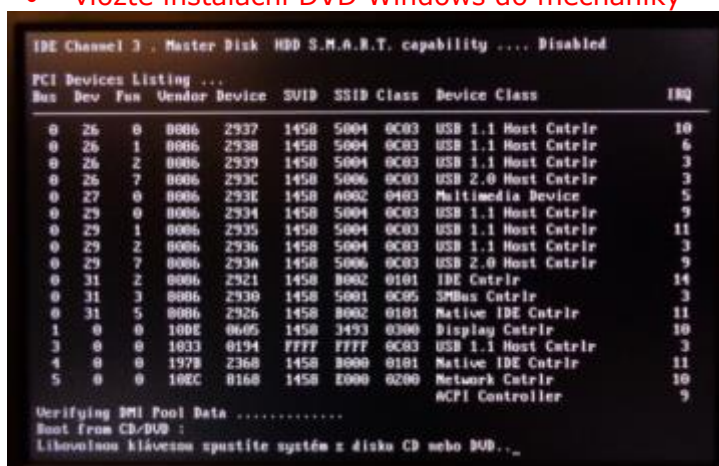 Vložte instalační DVD Windows do mechaniky
IDE Channel 3 . Master Disk HDD S.M.A.R.T. capability .... Disabled
PCI Devices Listing ...
Bus Dev Fun Vendor Device SVID SSID Class Device Class IRQ
0 26 0 8086 2937 1458 5004 0C03 USB 1.1 Host Cntrlr 10
0 26 1 8086 2938 1458 5004 0C03 USB 1.1 Host Cntrlr 6
0 26 2 8086 2939 1458 5004 0C03 USB 1.1 Host Cntrlr 3
0 26 7 8086 293C 1458 5006 0C03 USB 2.0 Host Cntrlr 3
0 27 0 8086 293E 1458 A002 0403 Multimedia Device 5
0 29 0 8086 2934 1458 5004 0C03 USB 1.1 Host Cntrlr 9
0 29 1 8086 2935 1458 5004 0C03 USB 1.1 Host Cntrlr 11
0 29 2 8086 2936 1458 5004 0C03 USB 1.1 Host Cntrlr 3
0 29 7 8086 293A 1458 5006 0C03 USB 2.0 Host Cntrlr 9
0 31 2 8086 2921 1458 B002 0101 IDE Cntrlr 14
0 31 3 8086 2930 1458 5001 0C05 SMBus Cntrlr 3
0 31 5 8086 2926 1458 B002 0101 Native IDE Cntrlr 11
1 0 0 10DE 0605 1458 3493 0300 Display Cntrlr 10
3 0 0 1033 0194 FFFF FFFF 0C03 USB 1.1 Host Cntrlr 3
4 0 0 197B 2368 1458 B000 0101 Native IDE Cntrlr 11
5 0 0 10EC 8168 1458 E000 0200 Network Cntrlr 10
ACPI Controller 9
Verifying DMI Pool Data .............
Boot from CD/DVD :
Libovolnou klávesou spustíte systém z disku CD nebo DVD.._